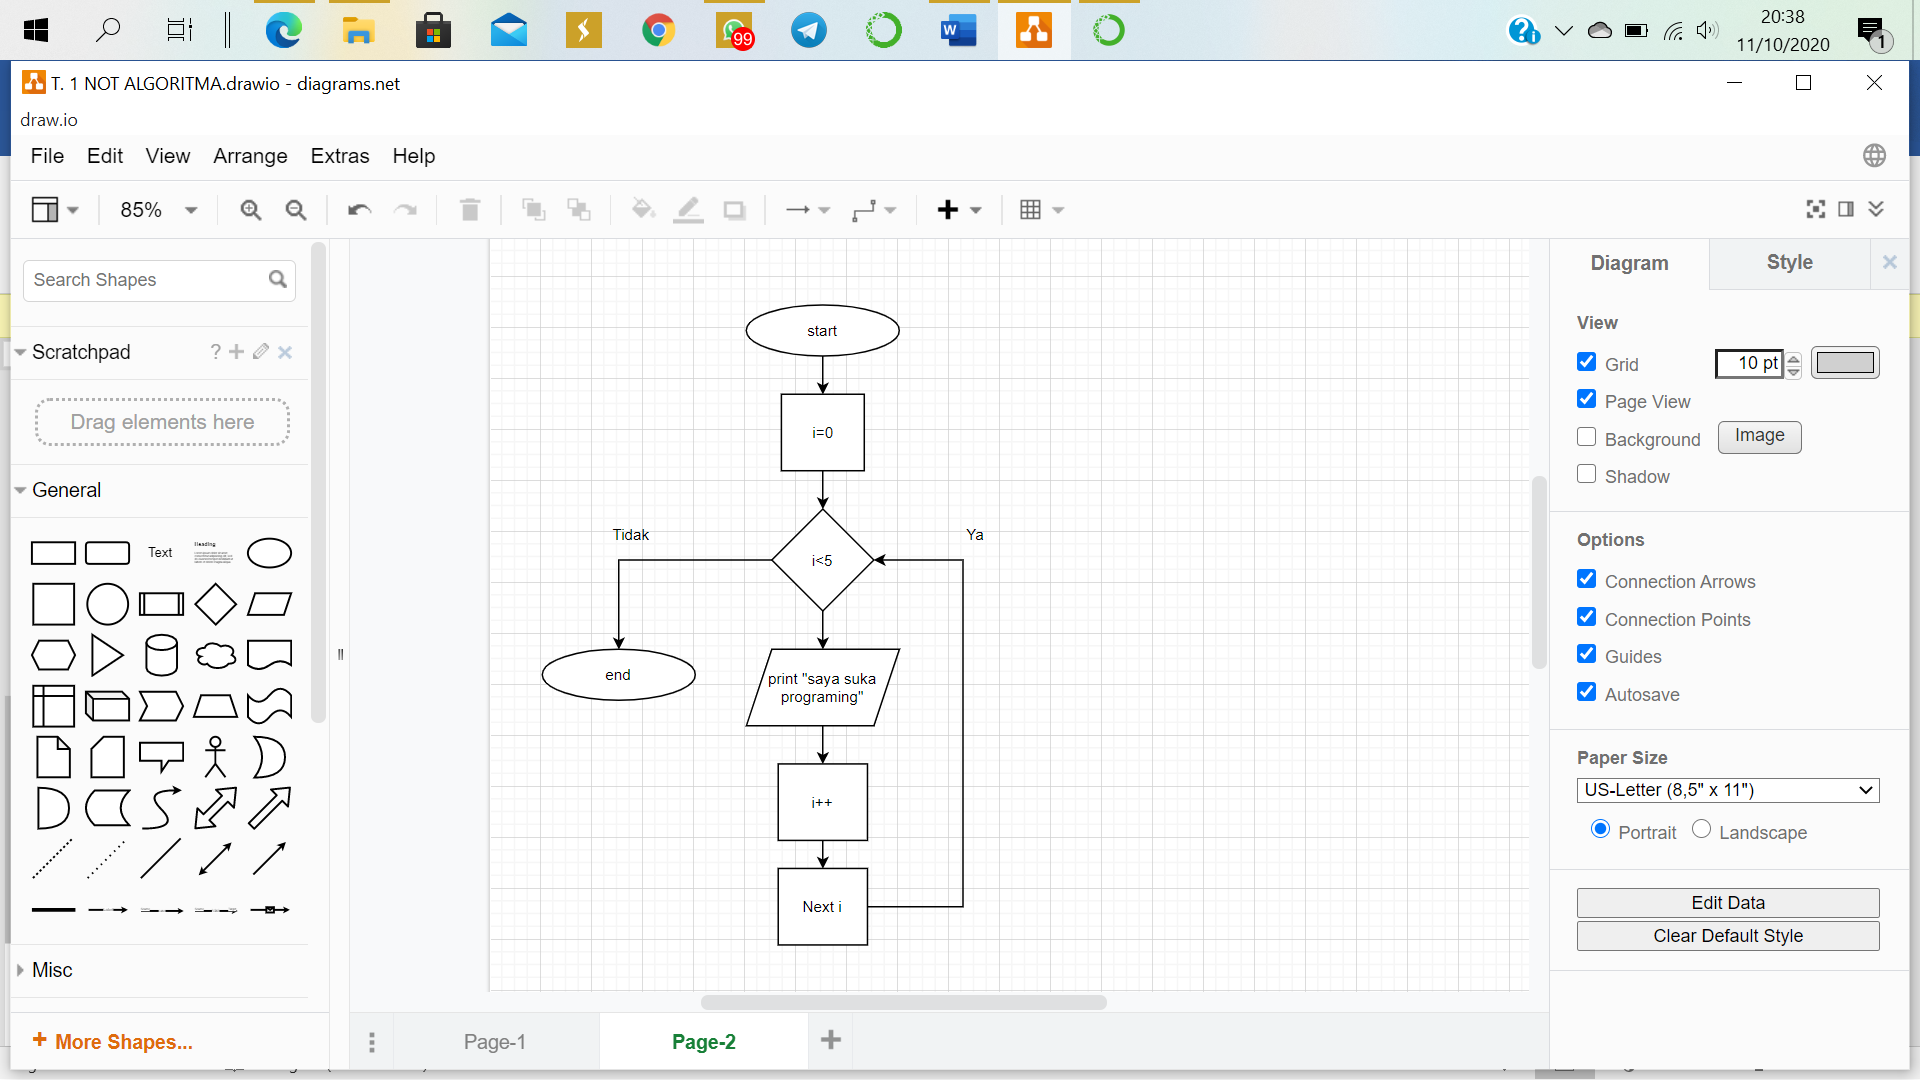 99
20:38
11/10/2020
1
T. 1 NOT ALGORITMA.drawio - diagrams.net
draw.io
File Edit View Arrange Extras Help
85%
Search Shapes
Scratchpad
?
Drag elements here
General
Text
Heading
Misc
+ More Shapes...
start
i=0
Tidak
Ya
i<5
end
print "saya suka
programing"
i++
Next i
Page-1
Page-2
Diagram
Style
View
Grid
10 pt
Page View
Background
Image
Shadow
Options
Connection Arrows
Connection Points
Guides
Autosave
Paper Size
US-Letter (8,5" x 11")
Portrait
Landscape
Edit Data
Clear Default Style